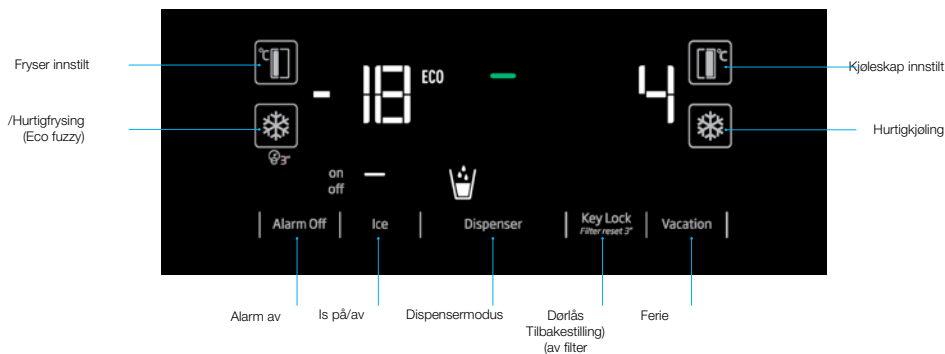 Fryser innstilt
°C
- 18
ECO
4
°C
Kjøleskap innstilt
/Hurtigfrysing
(Eco fuzzy)
Hurtigkjøling
3"
on
off
Alarm Off
Ice
Dispenser
Key Lock
Filter reset 3"
Vacation
Alarm av
Is på/av
Dispensermodus
Dørlås
Tilbakestilling)
(av filter
Ferie